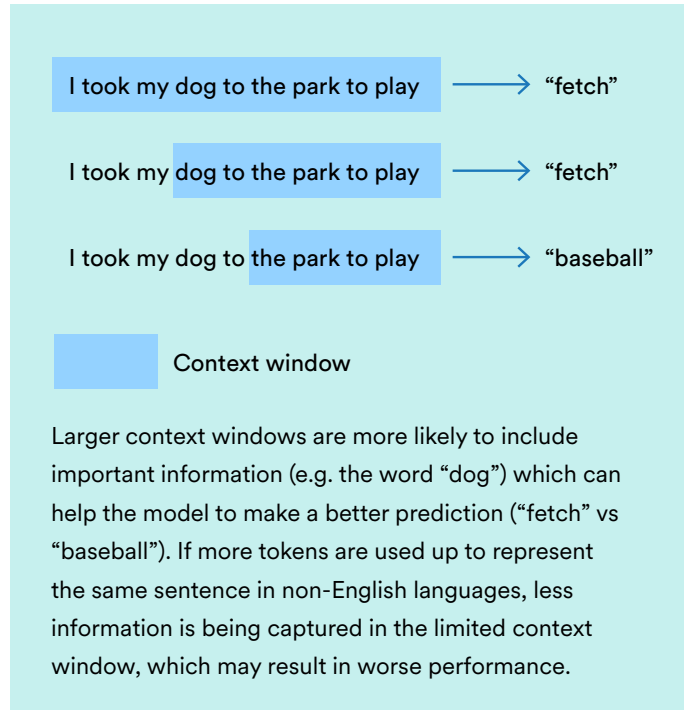 I took my dog to the park to play “fetch”
I took my dog to the park to play “fetch”
I took my dog to the park to play “baseball”
Context window
Larger context windows are more likely to include
important information (e.g. the word “dog”) which can
help the model to make a better prediction (“fetch” vs
“baseball”). If more tokens are used up to represent
the same sentence in non-English languages, less
information is being captured in the limited context
window, which may result in worse performance.